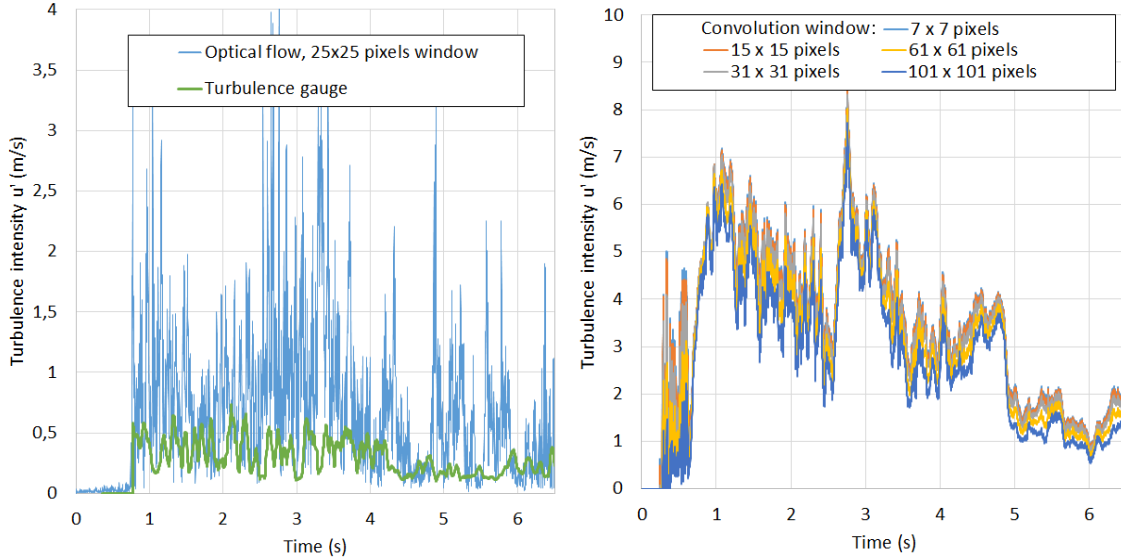 Optical flow, 25x25 pixels window
Turbulence gauge
4
3,5
3
2,5
2
1,5
1
0,5
0
0 1 2 3 4 5 6
Turbulence intensity u' (m/s)
Time (s)
Convolution window: 7 x 7 pixels
15 x 15 pixels 61 x 61 pixels
31 x 31 pixels 101 x 101 pixels
10
9
8
7
6
5
4
3
2
1
0
0 1 2 3 4 5 6
Turbulence intensity u' (m/s)
Time (s)